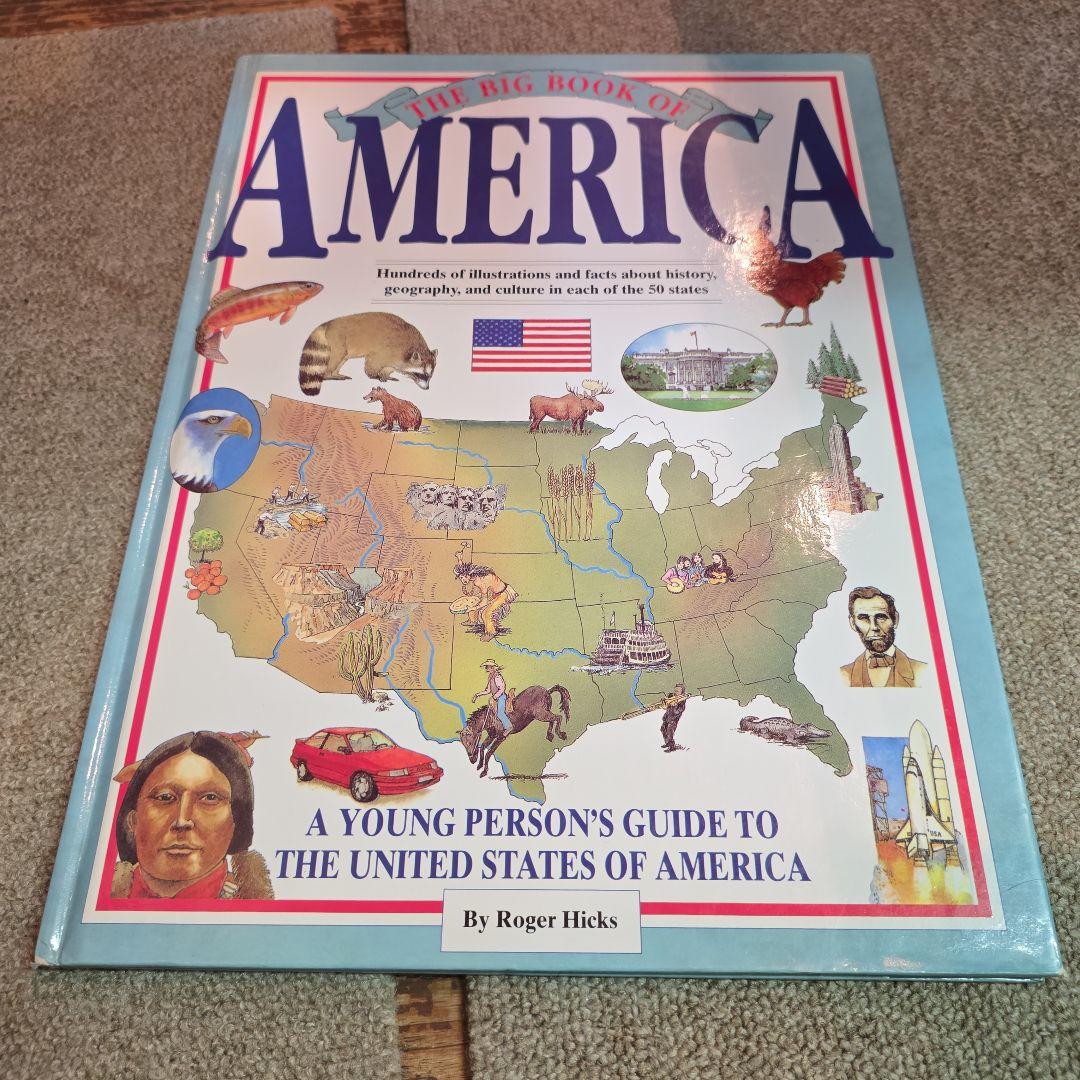 THE BIG BOOK OF
AMERICA
Hundreds of illustrations and facts about history,
geography, and culture in each of the 50 states
USA
A YOUNG PERSON'S GUIDE TO
THE UNITED STATES OF AMERICA
By Roger Hicks